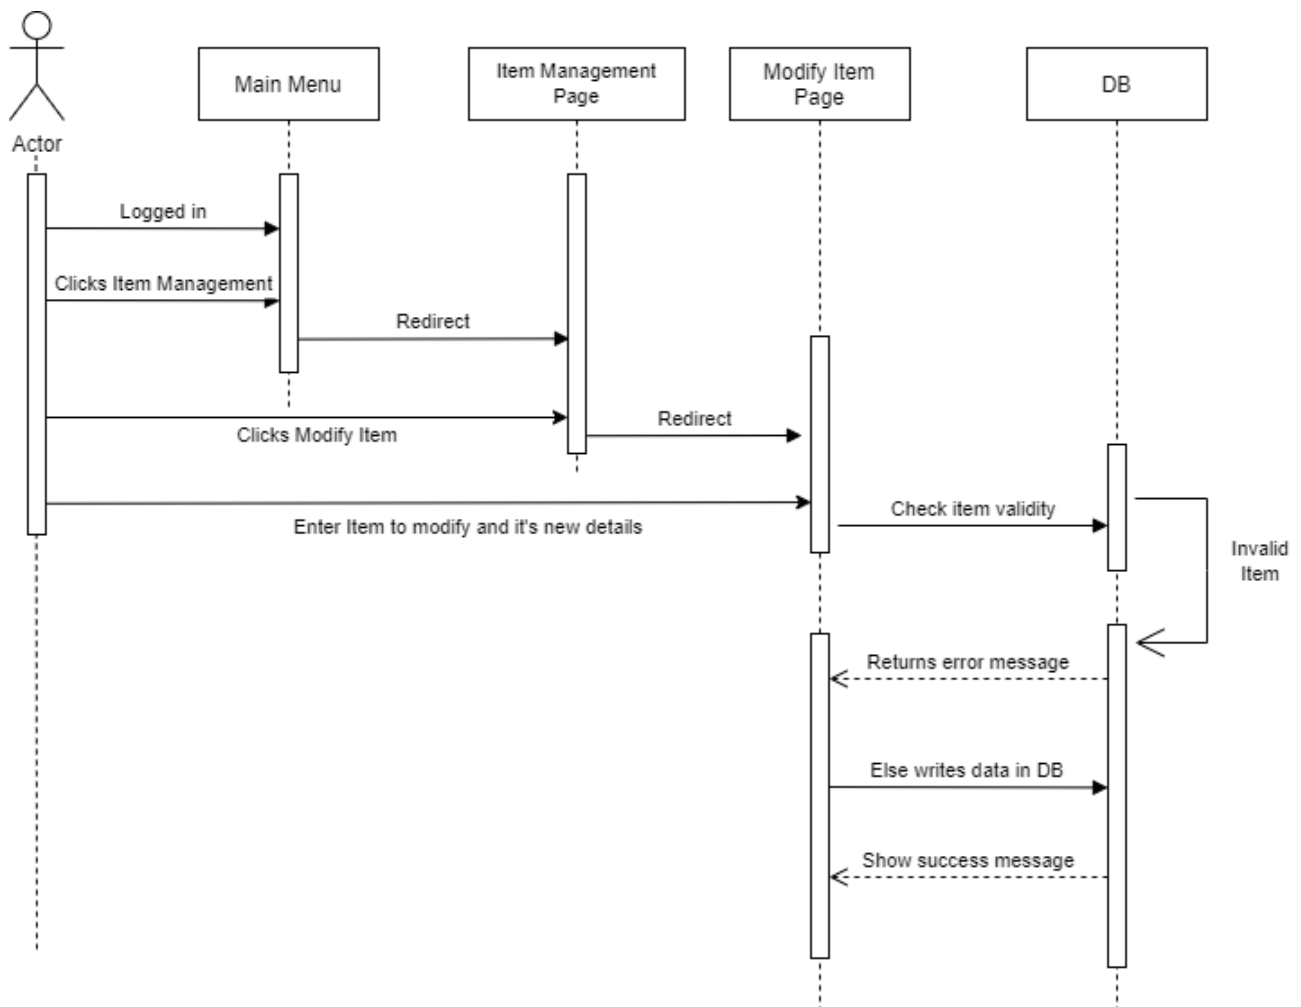 Actor
Main Menu
Item Management
Page
Modify Item
Page
DB
Logged in
Clicks Item Management
Redirect
Clicks Modify Item
Redirect
Enter Item to modify and it's new details
Check item validity
Invalid
Item
Returns error message
Else writes data in DB
Show success message